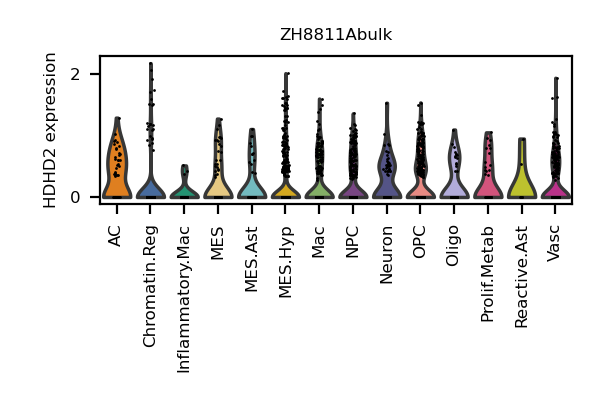 ZH8811Abulk
HDHD2 expression
2
0
AC
Chromatin.Reg
Inflammatory.Mac
MES
MES.Ast
MES.Hyp
Mac
NPC
Neuron
OPC
Oligo
Prolif.Metab
Reactive.Ast
Vasc